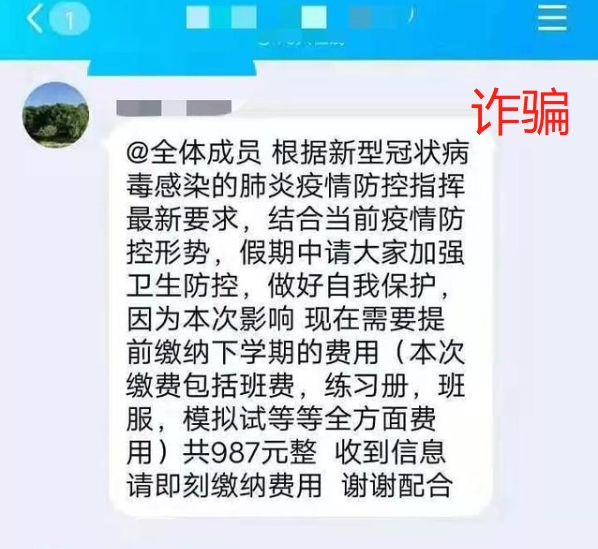 1
诈骗
@全体成员 根据新型冠状病
毒感染的肺炎疫情防控指挥
最新要求，结合当前疫情防
控形势，假期中请大家加强
卫生防控，做好自我保护，
因为本次影响 现在需要提
前缴纳下学期的费用（本次
缴费包括班费，练习册，班
服，模拟试等等全方面费
用）共987元整 收到信息
请即刻缴纳费用 谢谢配合